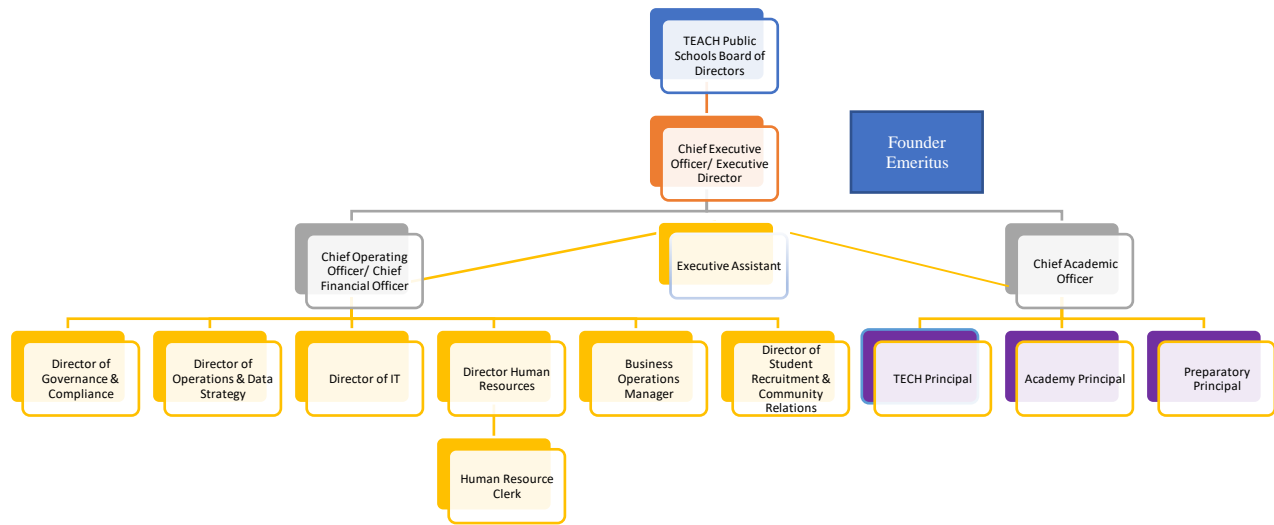 TEACH Public
Schools Board of
Directors
Chief Executive
Officer/ Executive
Director
Founder
Emeritus
Chief Operating
Officer/ Chief
Financial Officer
Executive Assistant
Chief Academic
Officer
Director of
Governance &
Compliance
Director of
Operations & Data
Strategy
Director of IT
Director Human
Resources
Business
Operations
Manager
Director of
Student
Recruitment &
Community
Relations
TECH Principal
Academy Principal
Preparatory
Principal
Human Resource
Clerk